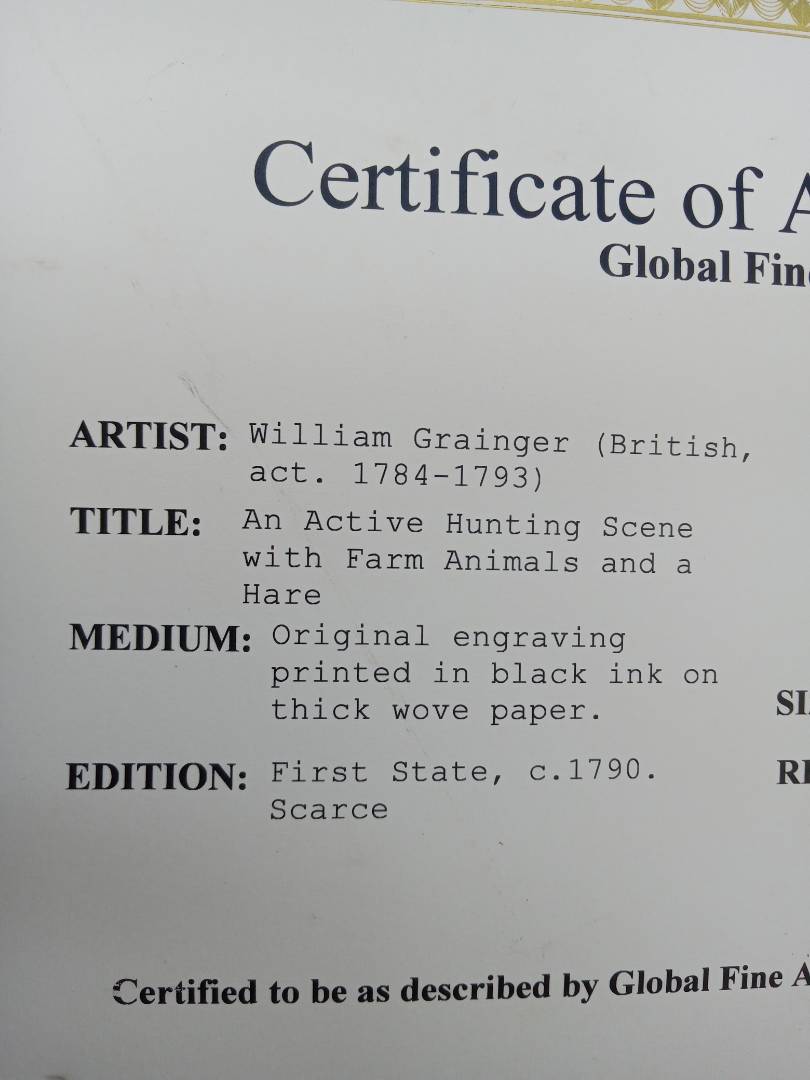 Certificate of A
Global Fin
ARTIST: William Grainger (British,
act. 1784-1793)
TITLE: An Active Hunting Scene
with Farm Animals and a
Hare
MEDIUM: Original engraving
printed in black ink on
thick wove paper.
SI
EDITION: First State, c.1790.
Scarce
RE
Certified to be as described by Global Fine A